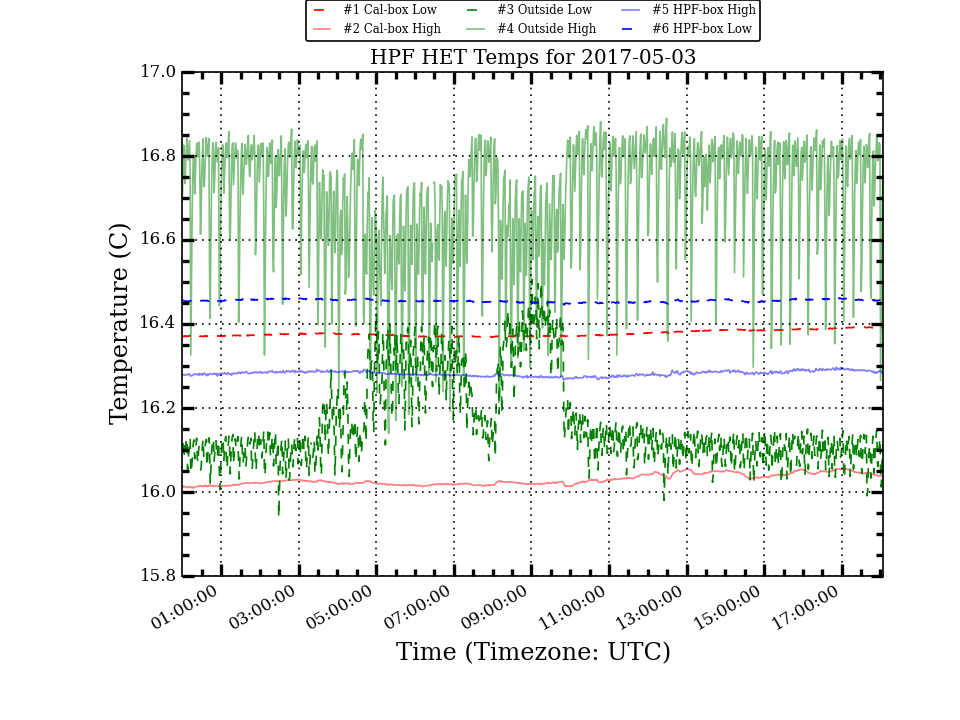 #1 Cal-box Low #3 Outside Low #5 HPF-box High
#2 Cal-box High #4 Outside High #6 HPF-box Low
HPF HET Temps for 2017-05-03
17.0
16.8
16.6
16.4
16.2
16.0
15.8
Temperature (C)
01:00:00 03:00:00 05:00:00 07:00:00 09:00:00 11:00:00 13:00:00 15:00:00 17:00:00
Time (Timezone: UTC)